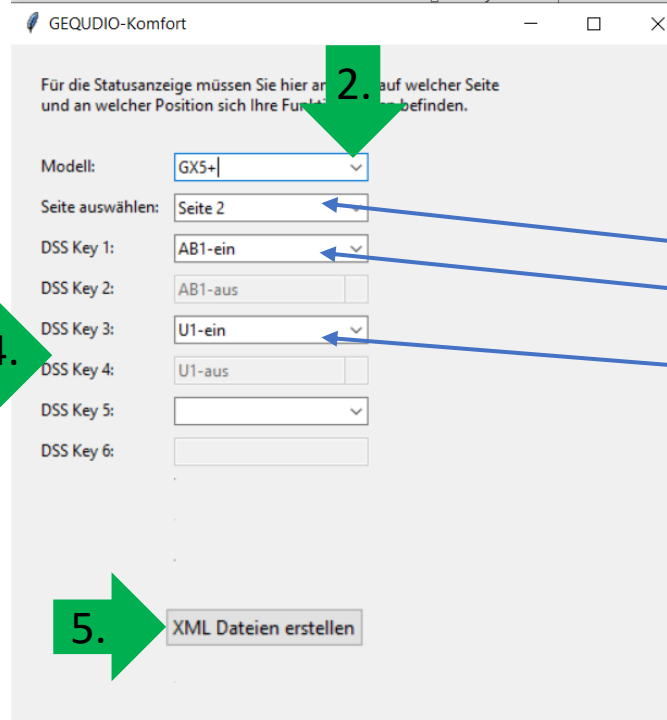 GEQUDIO-Komfort
Für die Statusanzeige müssen Sie hier an auf welcher Seite
und an welcher Position sich Ihre befinden.
2.
Modell: GX5+
Seite auswählen: Seite 2
DSS Key 1: AB1-ein
DSS Key 2: AB1-aus
DSS Key 3: U1-ein
4.
DSS Key 4: U1-aus
DSS Key 5:
DSS Key 6:
5.
XML Dateien erstellen